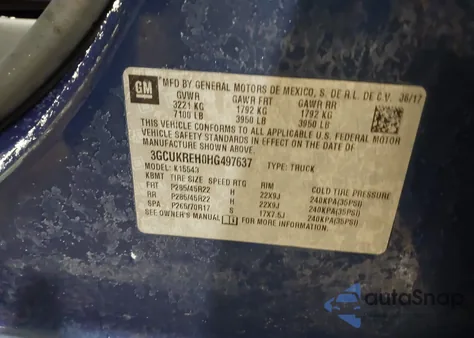 GM
MFD BY GENERAL MOTORS DE MEXICO, S. DE R.L. DE C.V. 06/17
GVWR GAWR FRT GAWR RR
3221 KG 1792 KG 1792 KG
7100 LB 3950 LB 3950 LB
THIS VEHICLE CONFORMS TO ALL APPLICABLE U.S. FEDERAL MOTOR
VEHICLE SAFETY STANDARDS IN EFFECT ON THE DATE OF
MANUFACTURE SHOWN ABOVE.
3GCUKREH0HG497637 TYPE: TRUCK
K15543
KBMT TIRE SIZE SPEED RTG RIM COLD TIRE PRESSURE
FRT P285/45R22 H 22X9J 240KPA(35PSI)
RR P285/45R22 H 22X9J 240KPA(35PSI)
SPA P265/70R17 S 17X7.5J 240KPA(35PSI)
SEE OWNER'S MANUAL
autoSnap